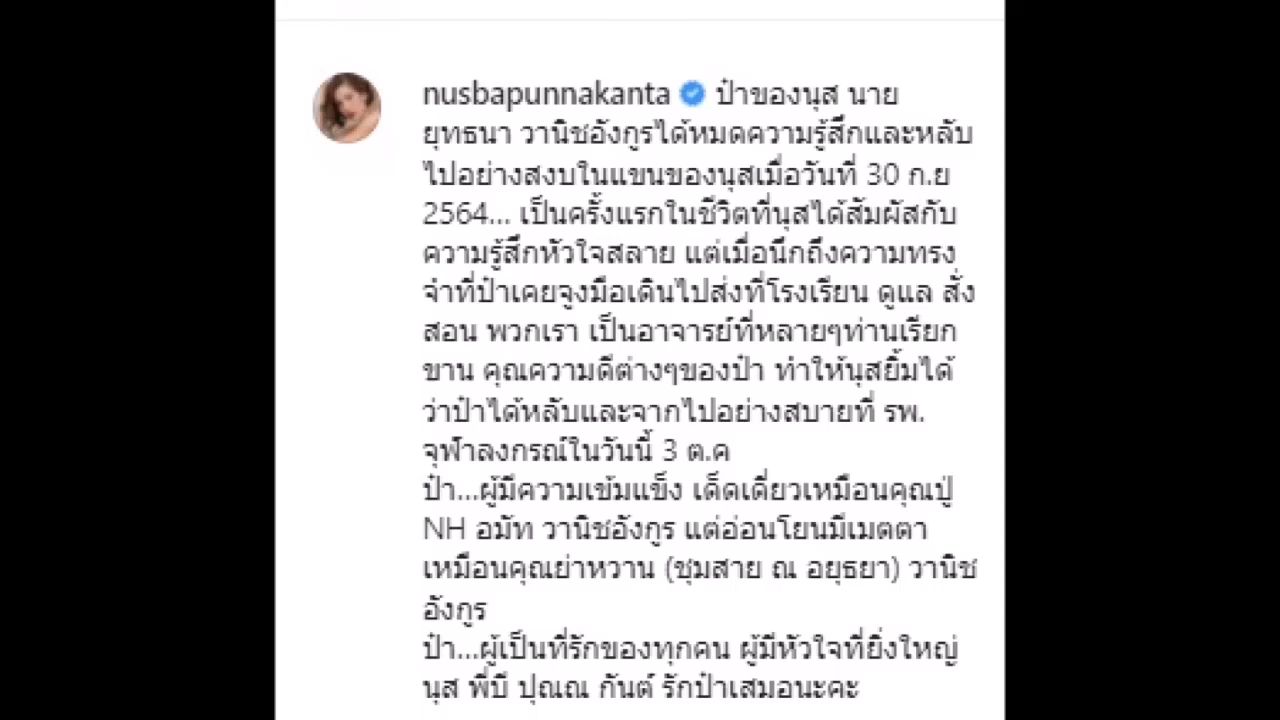 nusbapunnakanta ป๋าของนุส นาย
ยุทธนา วานิชอังกูรได้หมดความรู้สึกและหลับ
ไปอย่างสงบในแขนของนุสเมื่อวันที่ 30 ก.ย
2564... เป็นครั้งแรกในชีวิตที่นุสได้สัมผัสกับ
ความรู้สึกหัวใจสลาย แต่เมื่อนึกถึงความทรง
จำที่ป๋าเคยจูงมือเดินไปส่งที่โรงเรียน ดูแล สั่ง
สอน พวกเรา เป็นอาจารย์ที่หลายๆท่านเรียก
ขาน คุณความดีต่างๆของป๋า ทำให้นุสยิ้มได้
ว่าป๋าได้หลับและจากไปอย่างสบายที่ รพ.
จุฬาลงกรณ์ในวันนี้ 3 ต.ค
ป๋า...ผู้มีความเข้มแข็ง เด็ดเดี่ยวเหมือนคุณปู่
NH อมัท วานิชอังกูร แต่อ่อนโยนมีเมตตา
เหมือนคุณย่าหวาน (ชุมสาย ณ อยุธยา) วานิช
อังกูร
ป๋า...ผู้เป็นที่รักของทุกคน ผู้มีหัวใจที่ยิ่งใหญ่
นุส พี่บี ปุณณ กันต์ รักป๋าเสมอนะคะ